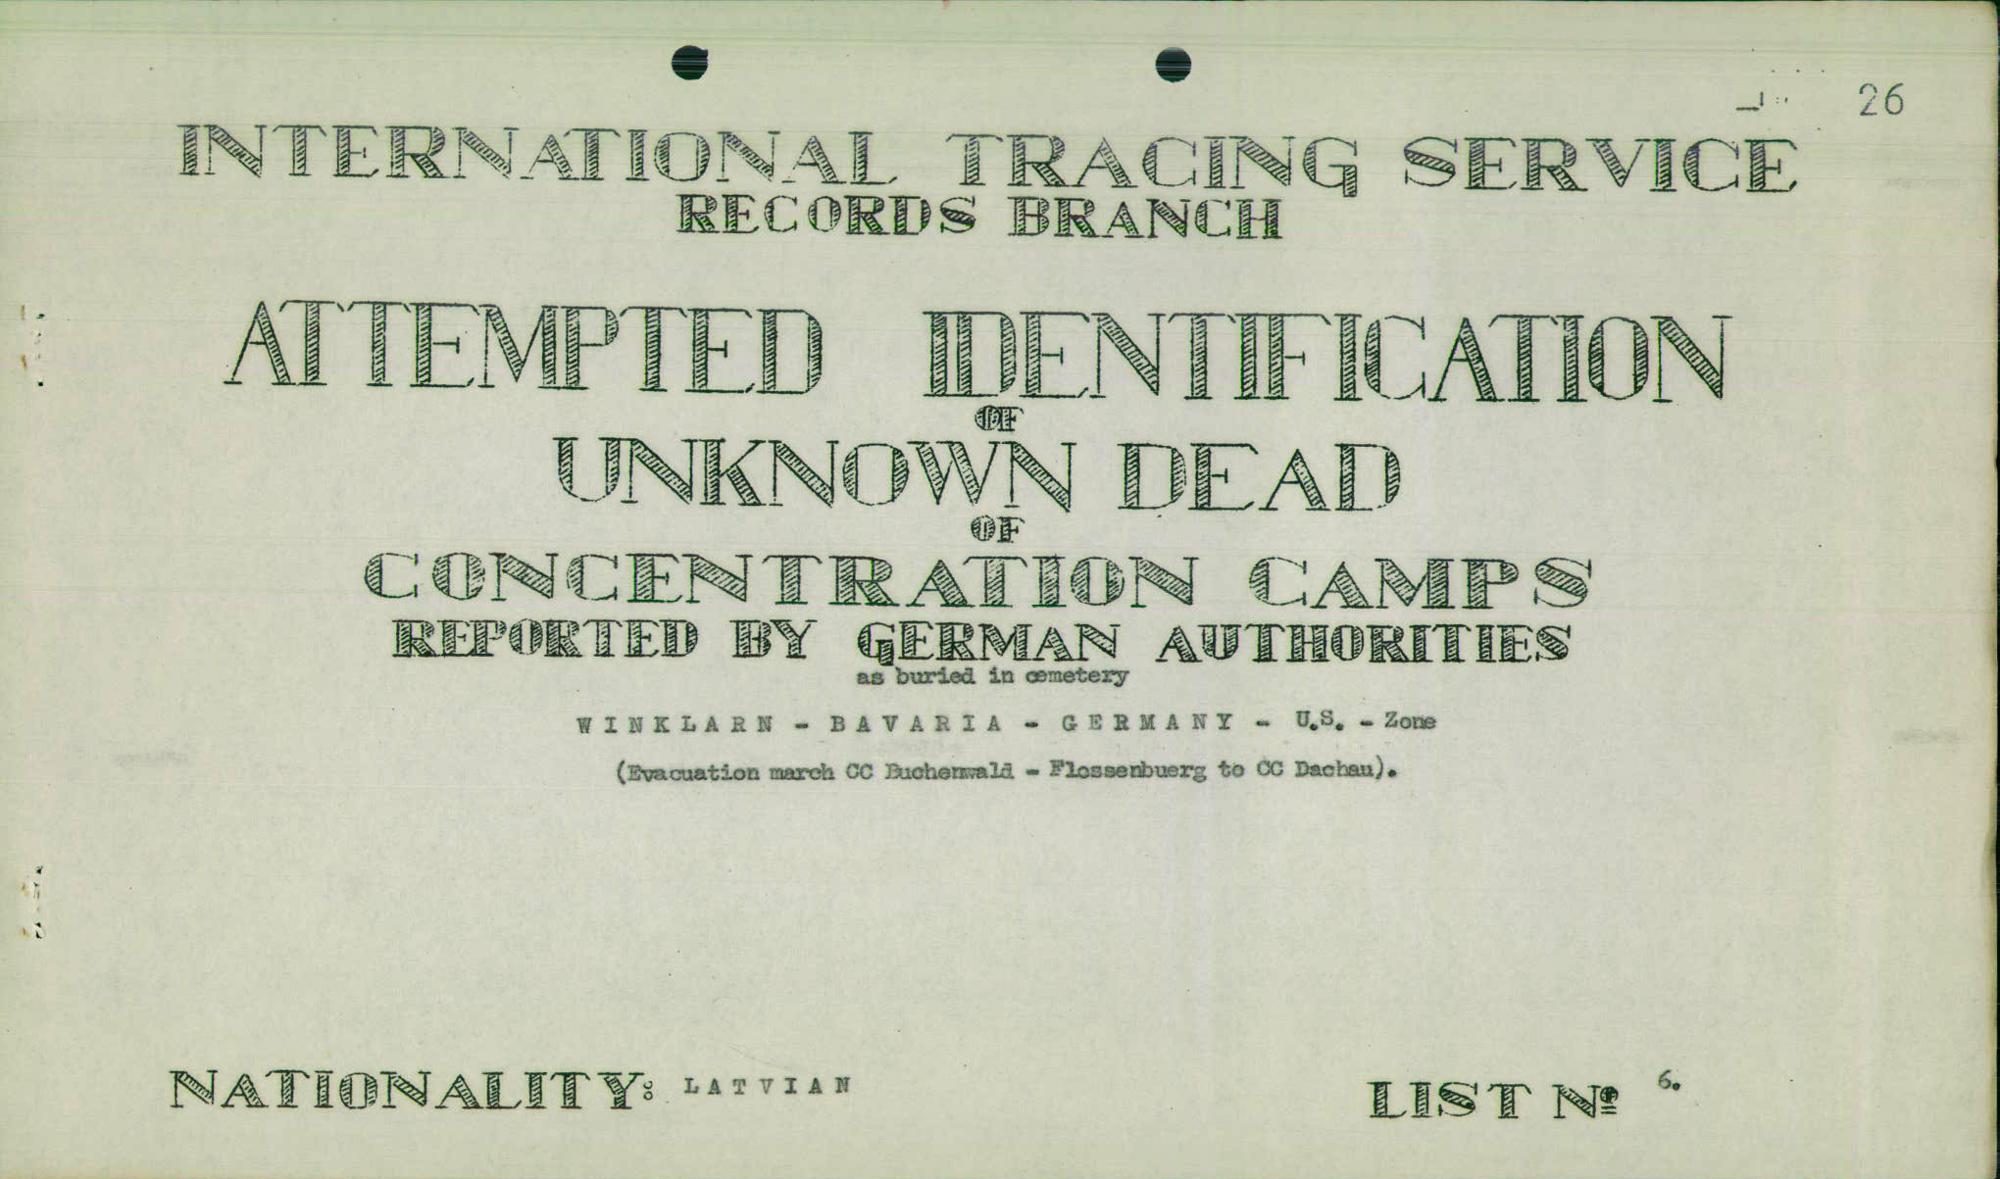 26
INTERNATIONAL TRACING SERVICE
RECORDS BRANCH
ATTEMPTED IDENTIFICATION
OF
UNKNOWN DEAD
OF
CONCENTRATION CAMPS
REPORTED BY GERMAN AUTHORITIES
as buried in cemetery
WINKLARN - BAVARIA - GERMANY - U.S. - Zone
(Evacuation march CC Buchenwald - Flossenbuerg to CC Dachau).
NATIONALITY: LATVIAN
LIST Nº 6.